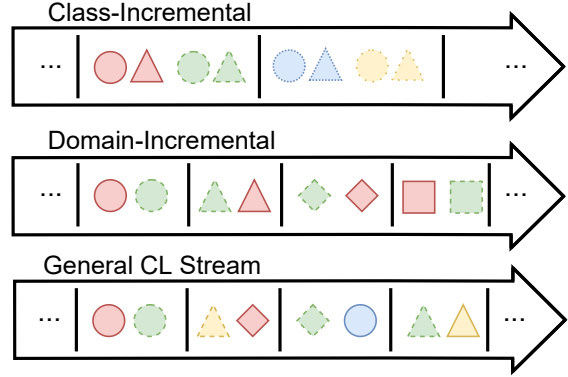 Class-Incremental
... ...
Domain-Incremental
... ...
General CL Stream
... ...